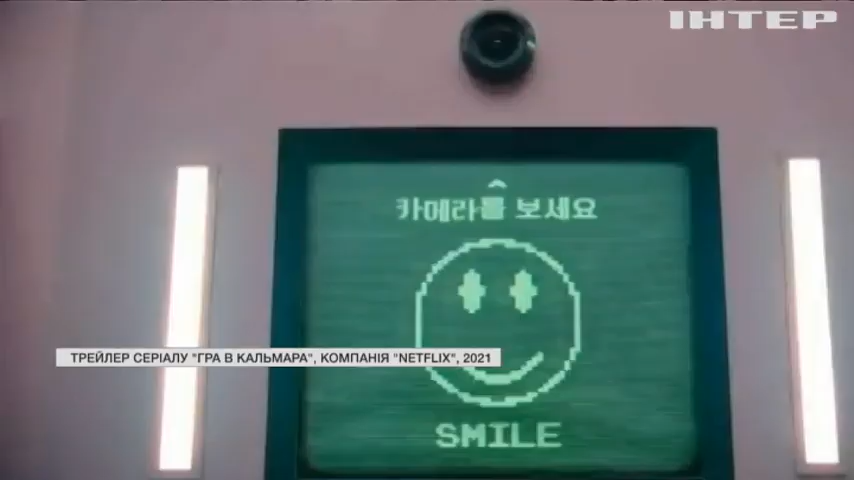 ІНТЕР
카메라를 보세요
ТРЕЙЛЕР СЕРІАЛУ "ГРА В КАЛЬМАРА", КОМПАНІЯ "NETFLIX", 2021
SMILE